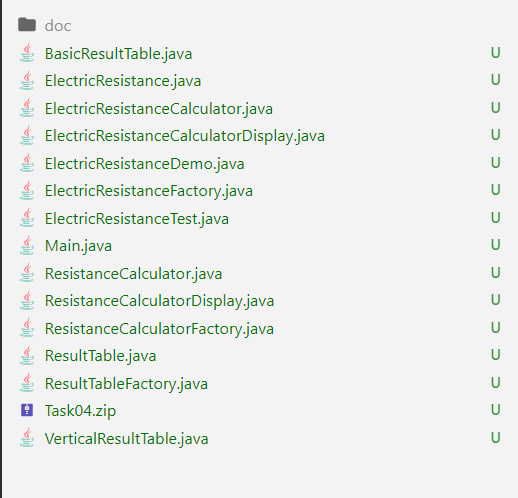 doc
BasicResultTable.java U
ElectricResistance.java U
ElectricResistanceCalculator.java U
ElectricResistanceCalculatorDisplay.java U
ElectricResistanceDemo.java U
ElectricResistanceFactory.java U
ElectricResistanceTest.java U
Main.java U
ResistanceCalculator.java U
ResistanceCalculatorDisplay.java U
ResistanceCalculatorFactory.java U
ResultTable.java U
ResultTableFactory.java U
Task04.zip U
VerticalResultTable.java U